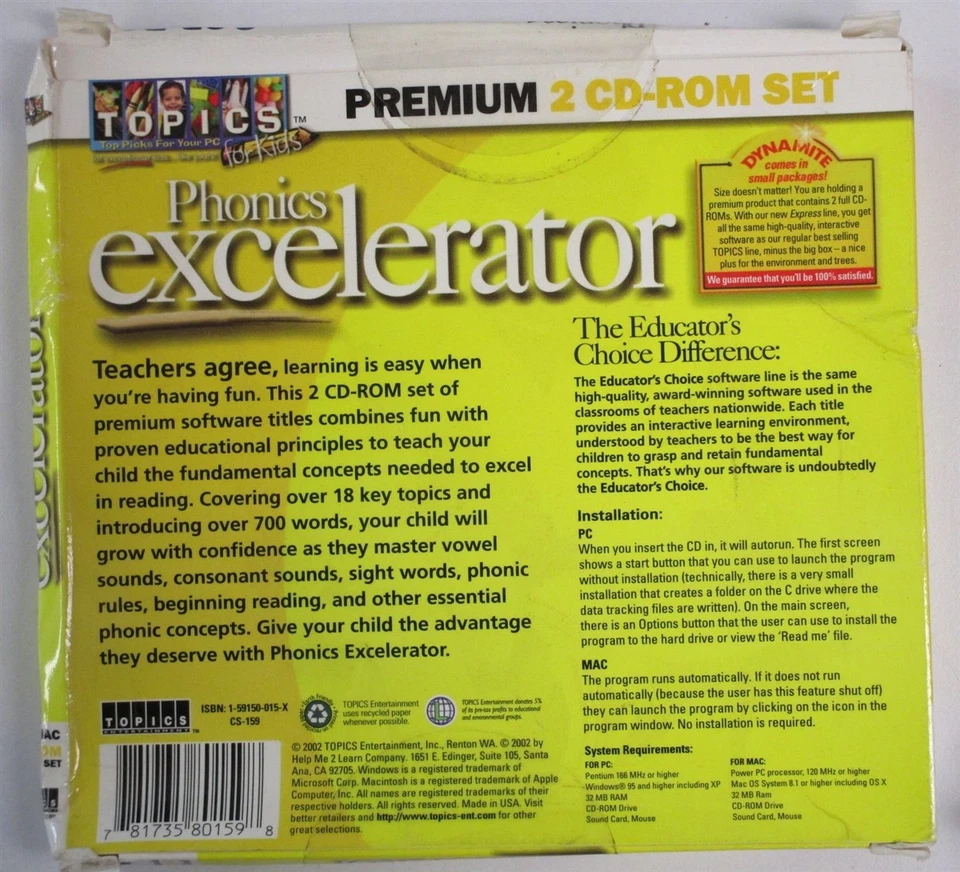 TOPICS™
Top Picks For Your PC
for Kids
PREMIUM 2 CD-ROM SET
Phonics
excelerator
DYNAMITE
comes in
small packages!
Size doesn't matter! You are holding a
premium product that contains 2 full CD-
ROMs. With our new Express line, you get
all the same high-quality, interactive
software as our regular best selling
TOPICS line, minus the big box – a nice
plus for the environment and trees.
We guarantee that you'll be 100% satisfied.
Teachers agree, learning is easy when
you're having fun. This 2 CD-ROM set of
premium software titles combines fun with
proven educational principles to teach your
child the fundamental concepts needed to excel
in reading. Covering over 18 key topics and
introducing over 700 words, your child will
grow with confidence as they master vowel
sounds, consonant sounds, sight words, phonic
rules, beginning reading, and other essential
phonic concepts. Give your child the advantage
they deserve with Phonics Excelerator.
The Educator's
Choice Difference:
The Educator's Choice software line is the same
high-quality, award-winning software used in the
classrooms of teachers nationwide. Each title
provides an interactive learning environment,
understood by teachers to be the best way for
children to grasp and retain fundamental
concepts. That's why our software is undoubtedly
the Educator's Choice.
Installation:
PC
When you insert the CD in, it will autorun. The first screen
shows a start button that you can use to launch the program
without installation (technically, there is a very small
installation that creates a folder on the C drive where the
data tracking files are written). On the main screen,
there is an Options button that the user can use to install the
program to the hard drive or view the 'Read me' file.
MAC
The program runs automatically. If it does not run
automatically (because the user has this feature shut off)
they can launch the program by clicking on the icon in the
program window. No installation is required.
System Requirements:
FOR PC:
Pentium 166 MHz or higher
Windows® 95 and higher including XP
32 MB RAM
CD-ROM Drive
Sound Card, Mouse
FOR MAC:
Power PC processor, 120 MHz or higher
Mac OS System 8.1 or higher including OS X
32 MB Ram
CD-ROM Drive
Sound Card, Mouse
TOPICS
ENTERTAINMENT™
ISBN: 1-59150-015-X
CS-159
TOPICS Entertainment
uses recycled paper
whenever possible.
TOPICS Entertainment donates 5%
of its pre-tax profits to educational
and environmental groups.
© 2002 TOPICS Entertainment, Inc., Renton WA. © 2002 by
Help Me 2 Learn Company. 1651 E. Edinger, Suite 105, Santa
Ana, CA 92705. Windows is a registered trademark of
Microsoft Corp. Macintosh is a registered trademark of Apple
Computer, Inc. All names are registered trademarks of their
respective holders. All rights reserved. Made in USA. Visit
better retailers and http://www.topics-ent.com for other
great selections.
7 81735 80159 8
excelerator
AC
OM
SET